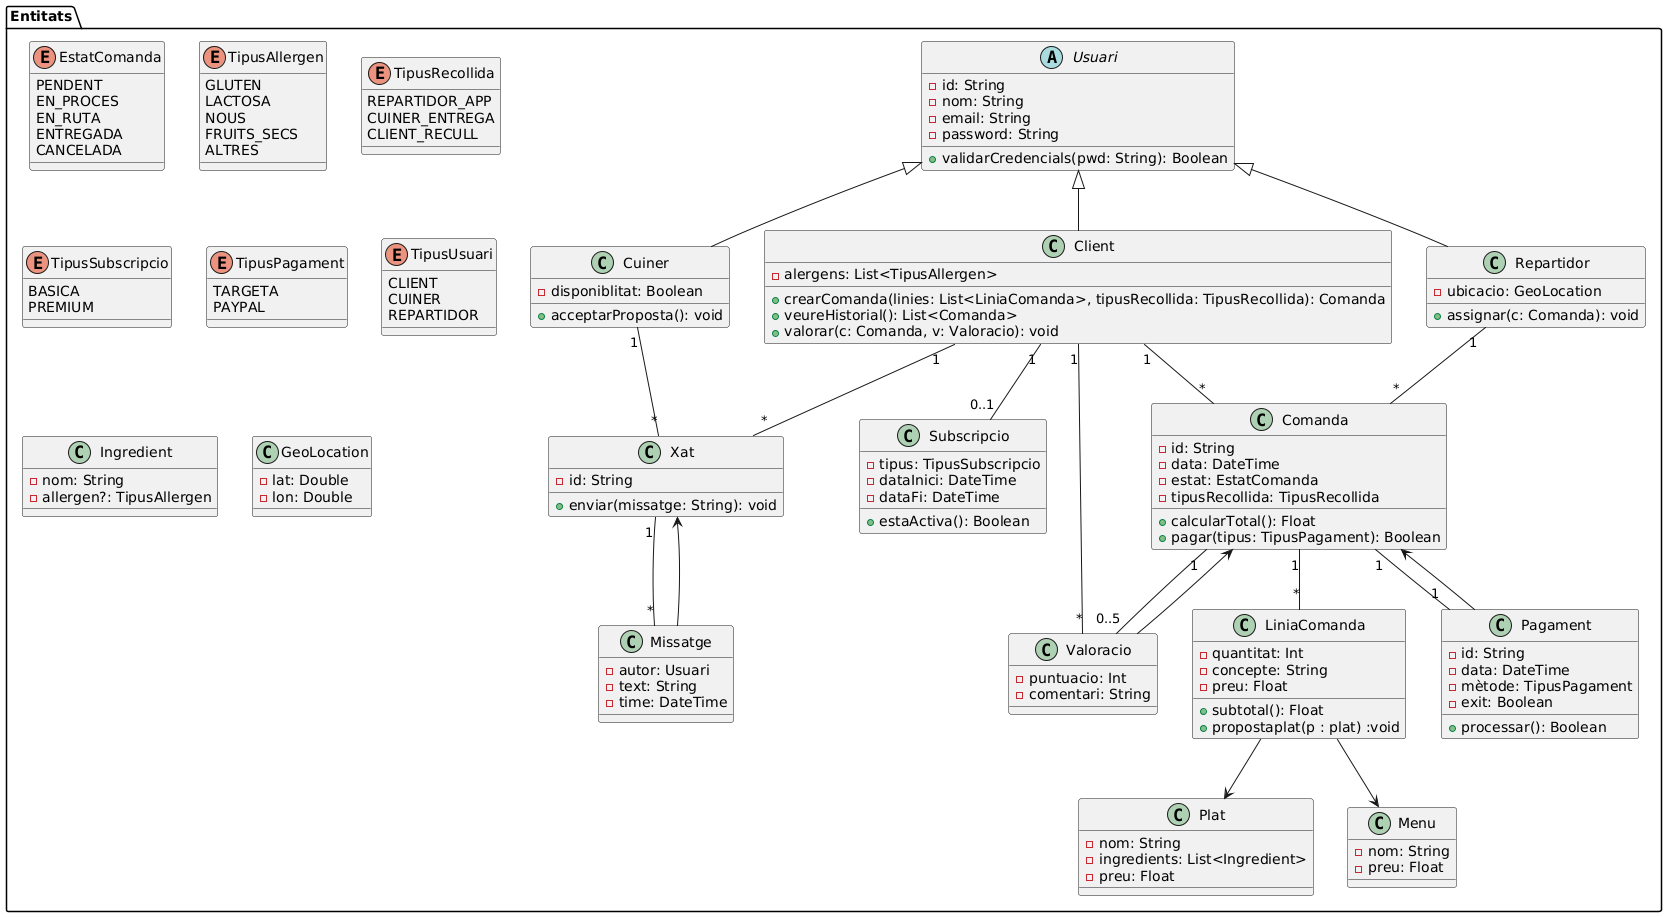 Entitats
E EstatComanda
PENDENT
EN_PROCES
EN_RUTA
ENTREGADA
CANCELADA
E TipusAllergen
GLUTEN
LACTOSA
NOUS
FRUITS_SECS
ALTRES
E TipusRecollida
REPARTIDOR_APP
CUINER_ENTREGA
CLIENT_RECULL
A Usuari
id: String
nom: String
email: String
password: String
validarCredencials(pwd: String): Boolean
E TipusSubscripcio
BASICA
PREMIUM
E TipusPagament
TARGETA
PAYPAL
E TipusUsuari
CLIENT
CUINER
REPARTIDOR
C Cuiner
disponiblitat: Boolean
acceptarProposta(): void
C Client
alergens: List<TipusAllergen>
crearComanda(linies: List<LiniaComanda>, tipusRecollida: TipusRecollida): Comanda
veureHistorial(): List<Comanda>
valorar(c: Comanda, v: Valoracio): void
C Repartidor
ubicacio: GeoLocation
assignar(c: Comanda): void
1
1
1
1
1
1
*
*
0..1
*
*
C Ingredient
nom: String
allergen?: TipusAllergen
C GeoLocation
lat: Double
lon: Double
C Xat
id: String
enviar(missatge: String): void
C Subscripcio
tipus: TipusSubscripcio
dataInici: DateTime
dataFi: DateTime
estaActiva(): Boolean
C Comanda
id: String
data: DateTime
estat: EstatComanda
tipusRecollida: TipusRecollida
calcularTotal(): Float
pagar(tipus: TipusPagament): Boolean
1
1
1
1
*
*
0..5
*
1
C Missatge
autor: Usuari
text: String
time: DateTime
C Valoracio
puntuacio: Int
comentari: String
C LiniaComanda
quantitat: Int
concepte: String
preu: Float
subtotal(): Float
propostaplat(p : plat) :void
C Pagament
id: String
data: DateTime
mètode: TipusPagament
exit: Boolean
processar(): Boolean
C Plat
nom: String
ingredients: List<Ingredient>
preu: Float
C Menu
nom: String
preu: Float